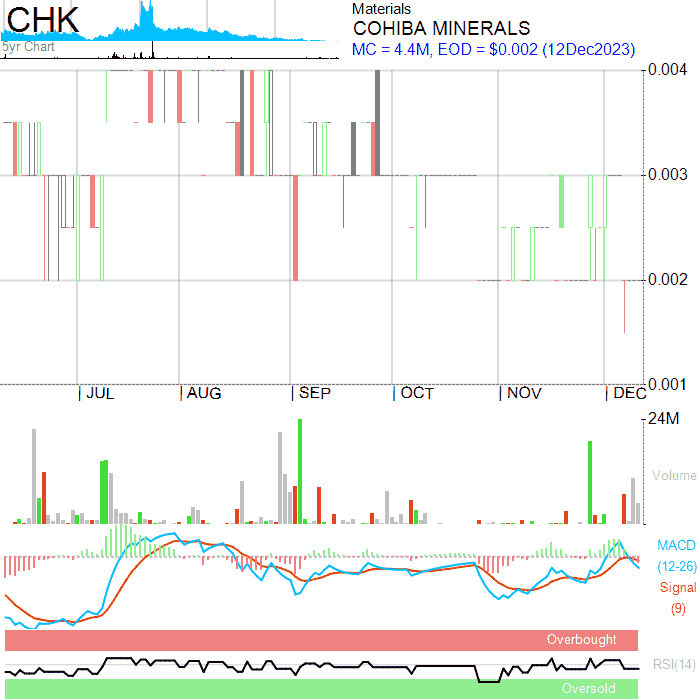 CHK
5yr Chart
Materials
COHIBA MINERALS
MC = 4.4M, EOD = $0.002 (12Dec2023)
0.004
0.003
0.002
0.001
JUL AUG SEP OCT NOV DEC
24M
Volume
MACD
(12-26)
Signal
(9)
Overbought
RSI(14)
Oversold